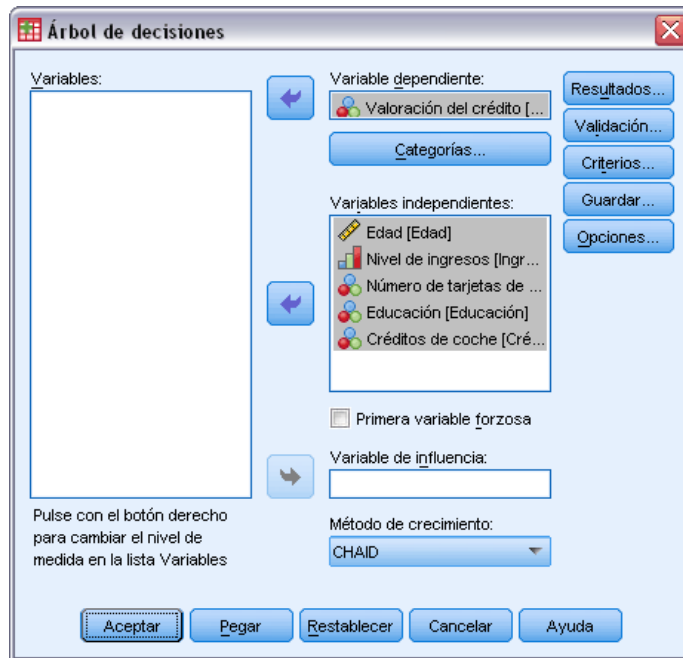 Árbol de decisiones
Variables:
Pulse con el botón derecho
para cambiar el nivel de
medida en la lista Variables
Variable dependiente:
Valoración del crédito [...
Categorías...
Variables independientes:
Edad [Edad]
Nivel de ingresos [Ingr...
Número de tarjetas de ...
Educación [Educación]
Créditos de coche [Cré...
Primera variable forzosa
Variable de influencia:
Método de crecimiento:
CHAID
Resultados...
Validación...
Criterios...
Guardar...
Opciones...
Aceptar
Pegar
Restablecer
Cancelar
Ayuda